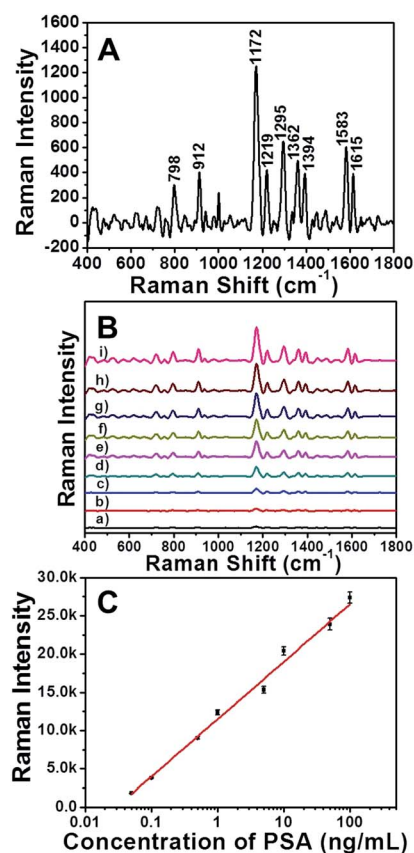 A
Raman Intensity
1600
1400
1200
1000
800
600
400
200
0
-200
798
912
1172
1219
1295
1362
1394
1583
1615
400 600 800 1000 1200 1400 1600 1800
Raman Shift (cm-1)
B
Raman Intensity
i)
h)
g)
f)
e)
d)
c)
b)
a)
400 600 800 1000 1200 1400 1600 1800
Raman Shift (cm-1)
C
Raman Intensity
30.0k
25.0k
20.0k
15.0k
10.0k
5.0k
0.0
0.01 0.1 1 10 100
Concentration of PSA (ng/mL)